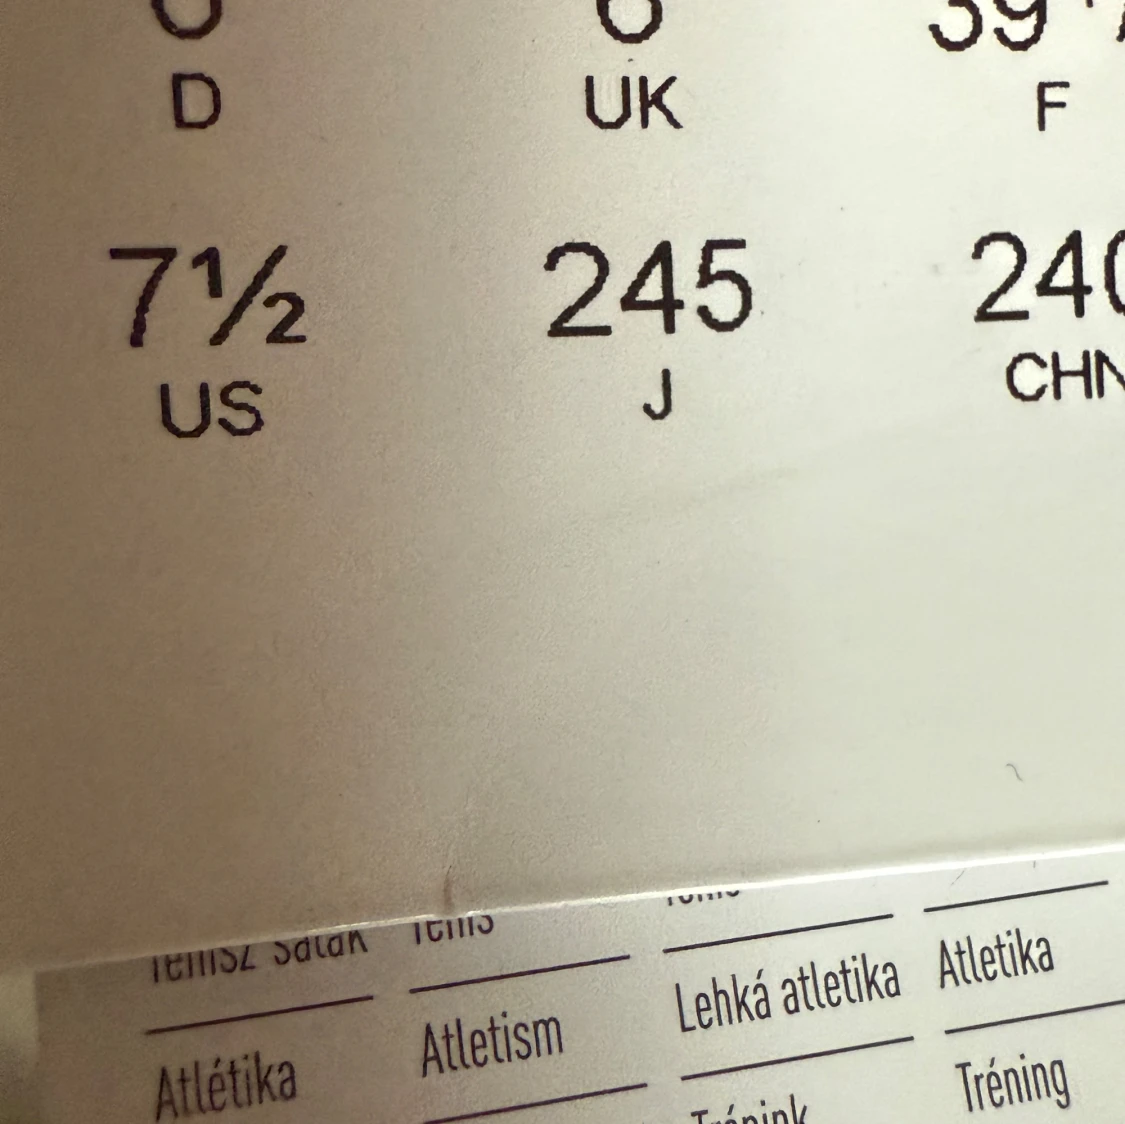 D UK F
7½ 245 240
US J CHN
Atlétika Atletism Lehká atletika Atletika
Tréning